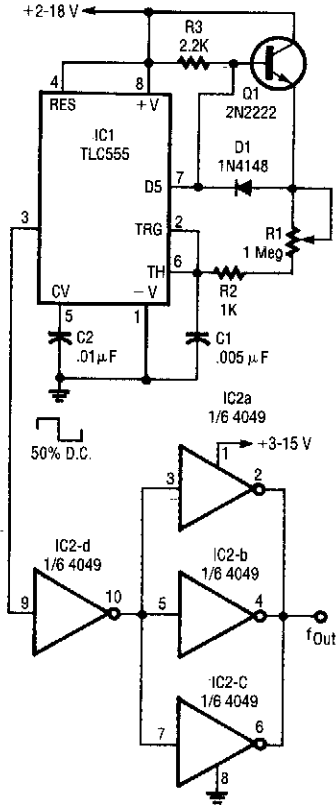 +2-18 V
R3
2.2K
4
8
RES
+V
Q1
2N2222
IC1
TLC555
D1
1N4148
7
D5
3
2
TRG
R1
1 Meg
6
TH
R2
1K
CV
−V
5
1
C2
.01µF
C1
.005 µF
50% D.C.
IC2a
1/6 4049
+3-15 V
1
3
2
IC2-d
1/6 4049
IC2-b
1/6 4049
9
10
5
4
fOut
IC2-C
1/6 4049
7
6
8